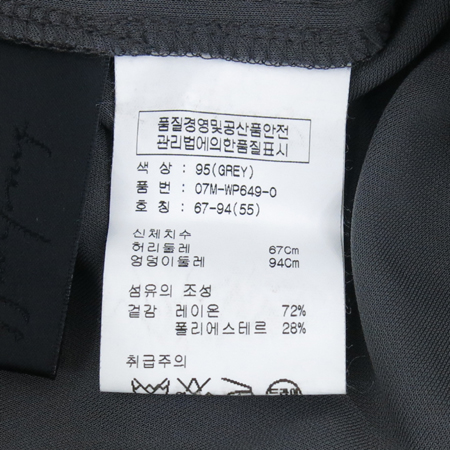 품질경영및공산품안전
관리법에의한품질표시
색 상 : 95(GREY)
품 번 : 07M-WP649-0
호 칭 : 67-94(55)
신체치수
허리둘레 67Cm
엉덩이둘레 94Cm
섬유의 조성
겉감 레이온 72%
폴리에스테르 28%
취급주의